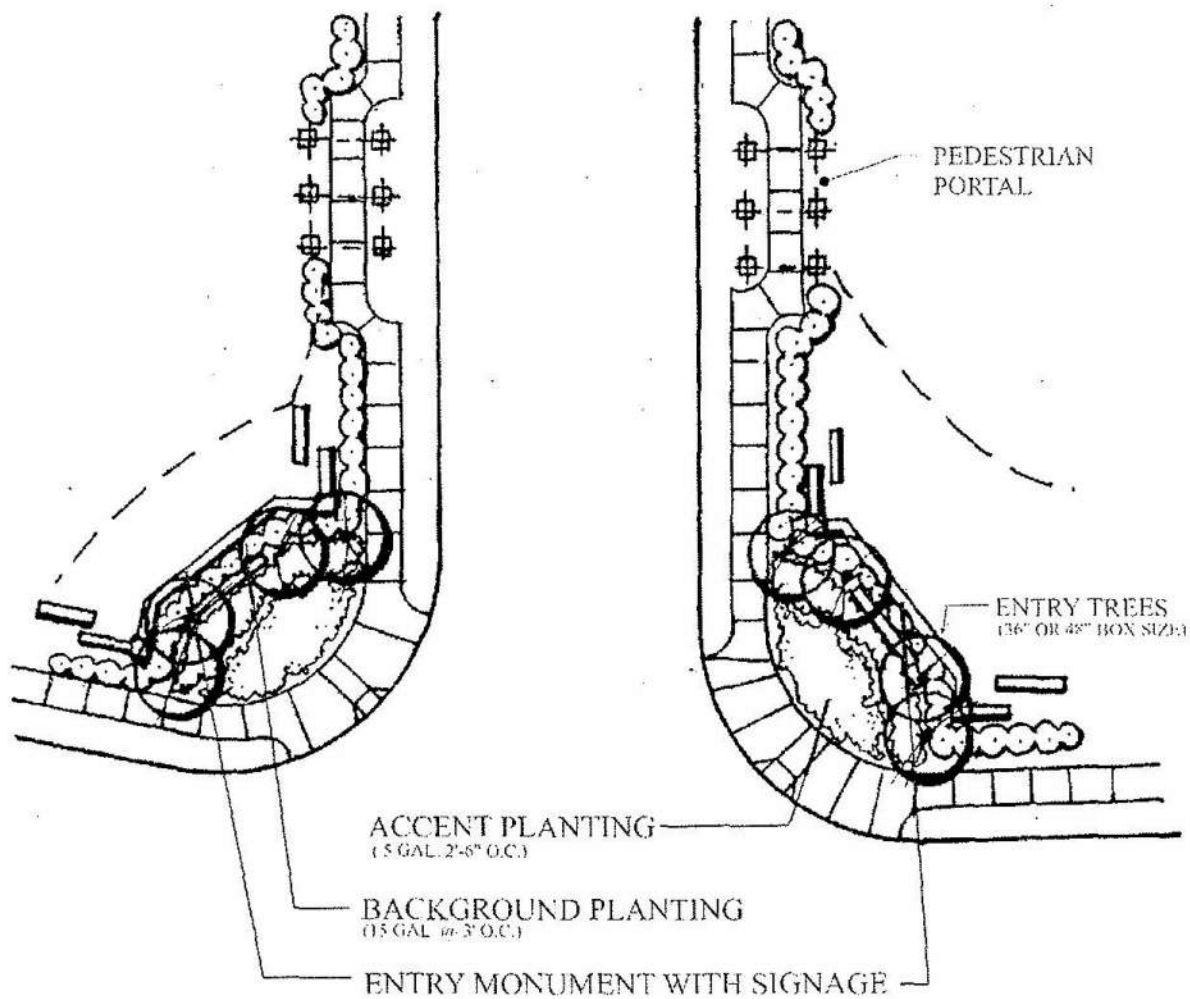 PEDESTRIAN
PORTAL
ENTRY TREES
(36" OR 48" BOX SIZE)
ACCENT PLANTING
( 5 GAL. 2'-6" O.C.)
BACKGROUND PLANTING
(15 GAL 3' O.C.)
ENTRY MONUMENT WITH SIGNAGE